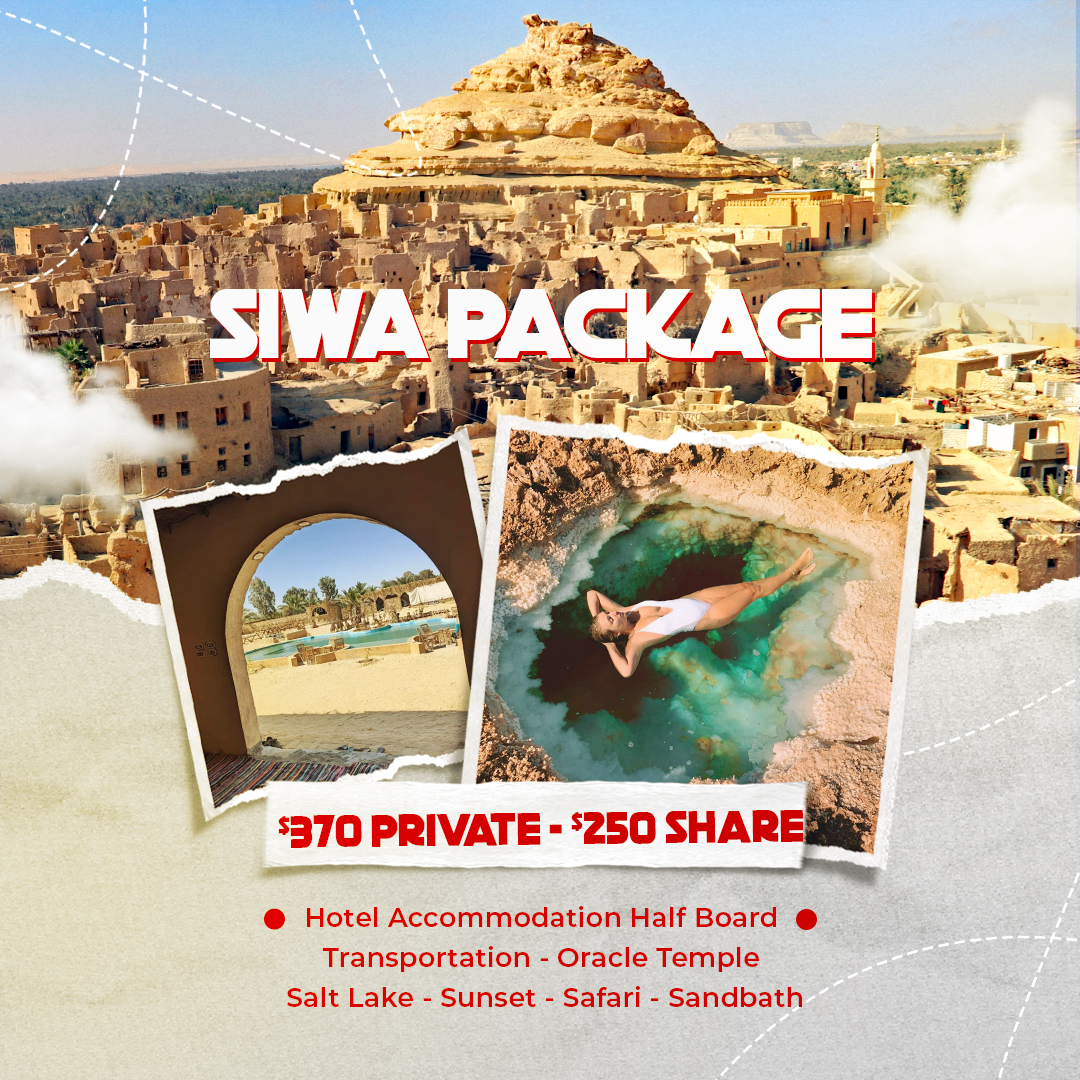 SIWA PACKAGE
$370 PRIVATE - $250 SHARE
● Hotel Accommodation Half Board ●
Transportation - Oracle Temple
Salt Lake - Sunset - Safari - Sandbath